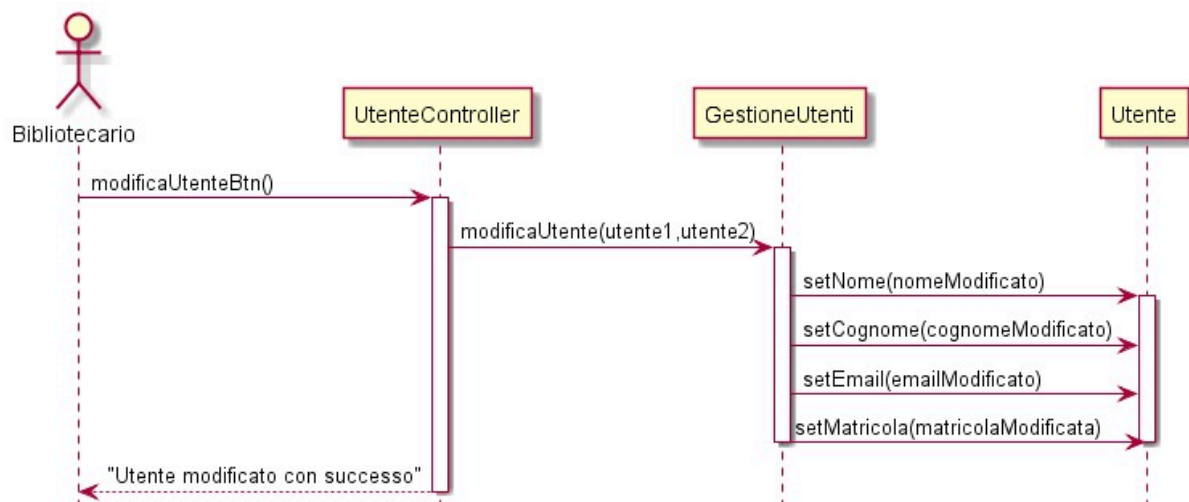 Bibliotecario
UtenteController
GestioneUtenti
Utente
modificaUtenteBtn()
modificaUtente(utente1,utente2)
setNome(nomeModificato)
setCognome(cognomeModificato)
setEmail(emailModificato)
setMatricola(matricolaModificata)
"Utente modificato con successo"